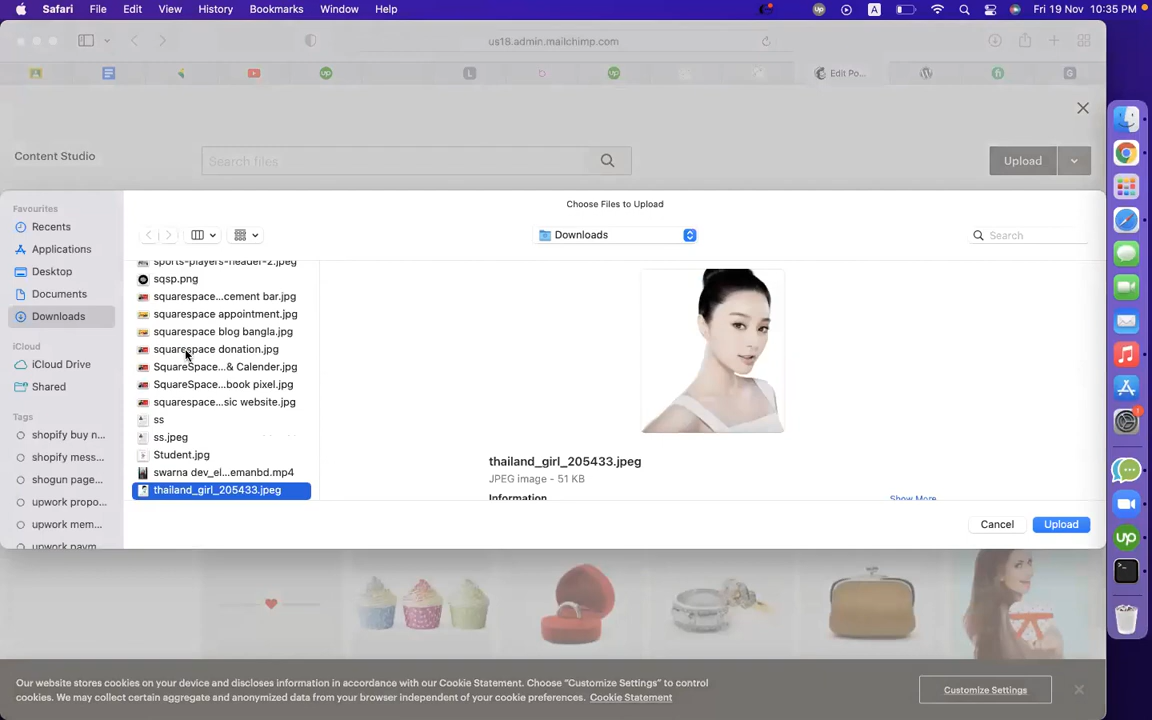 Safari File Edit View History Bookmarks Window Help A Fri 19 Nov 10:35 PM
us18.admin.mailchimp.com
L Edit Po... G
Content Studio Search files Upload
Choose Files to Upload
Favourites
Recents
Applications
Desktop
Documents
Downloads
iCloud
iCloud Drive
Shared
Tags
shopify buy n...
shopify mess...
shogun page...
upwork propo...
upwork mem...
upwork paym...
Downloads Search
sports-players-header-2.jpeg
sqsp.png
squarespace...cement bar.jpg
squarespace appointment.jpg
squarespace blog bangla.jpg
squarespace donation.jpg
SquareSpace...& Calender.jpg
SquareSpace...book pixel.jpg
squarespace...sic website.jpg
ss
ss.jpeg
Student.jpg
swarna dev_el...emanbd.mp4
thailand_girl_205433.jpeg
thailand_girl_205433.jpeg
JPEG image - 51 KB
Information Show More
Cancel Upload
Our website stores cookies on your device and discloses information in accordance with our Cookie Statement. Choose "Customize Settings" to control
cookies. We may collect certain aggregate and anonymized data from your browser independent of your cookie preferences. Cookie Statement
Customize Settings